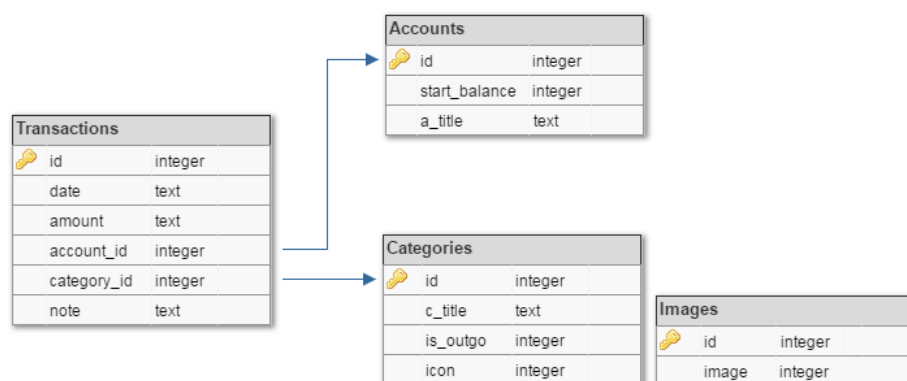 Accounts
id integer
start_balance integer
a_title text
Transactions
id integer
date text
amount text
account_id integer
category_id integer
note text
Categories
id integer
c_title text
is_outgo integer
icon integer
Images
id integer
image integer